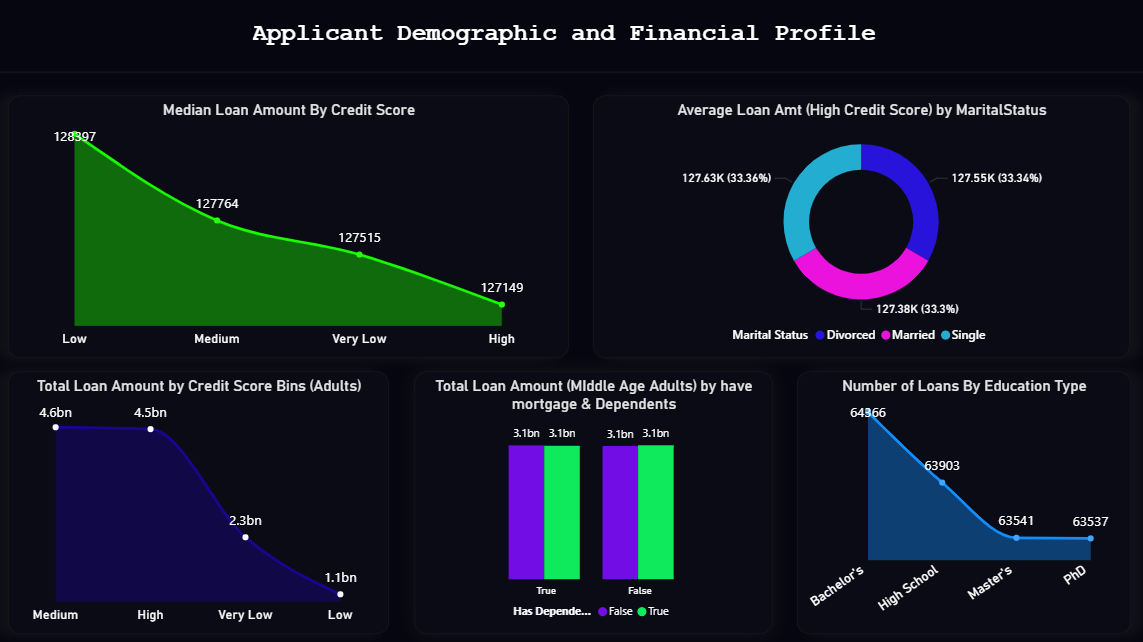 Applicant Demographic and Financial Profile
Median Loan Amount By Credit Score
128397
127764
127515
127149
Low Medium Very Low High
Average Loan Amt (High Credit Score) by MaritalStatus
127.63K (33.36%) 127.55K (33.34%)
127.38K (33.3%)
Marital Status Divorced Married Single
Total Loan Amount by Credit Score Bins (Adults)
4.6bn 4.5bn
2.3bn
1.1bn
Medium High Very Low Low
Total Loan Amount (MIddle Age Adults) by have
mortgage & Dependents
3.1bn 3.1bn 3.1bn 3.1bn
True False
Has Depende... False True
Number of Loans By Education Type
64366
63903
63541 63537
Bachelor's High School Master's PhD